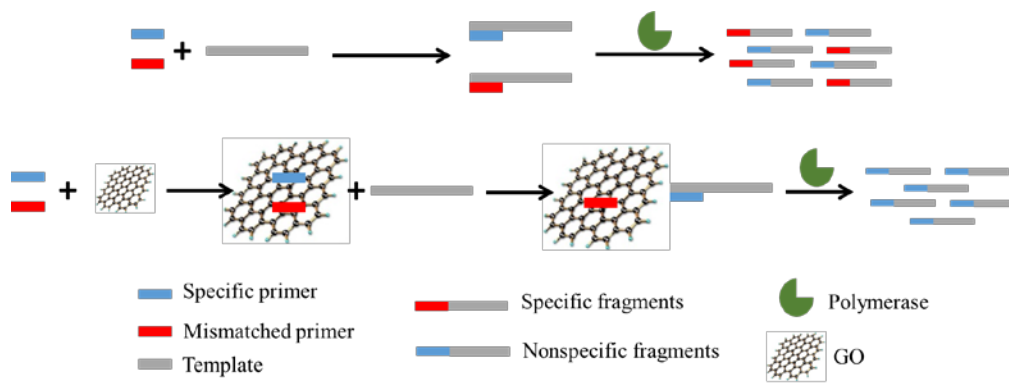 Specific primer
Mismatched primer
Template
Specific fragments
Nonspecific fragments
Polymerase
GO